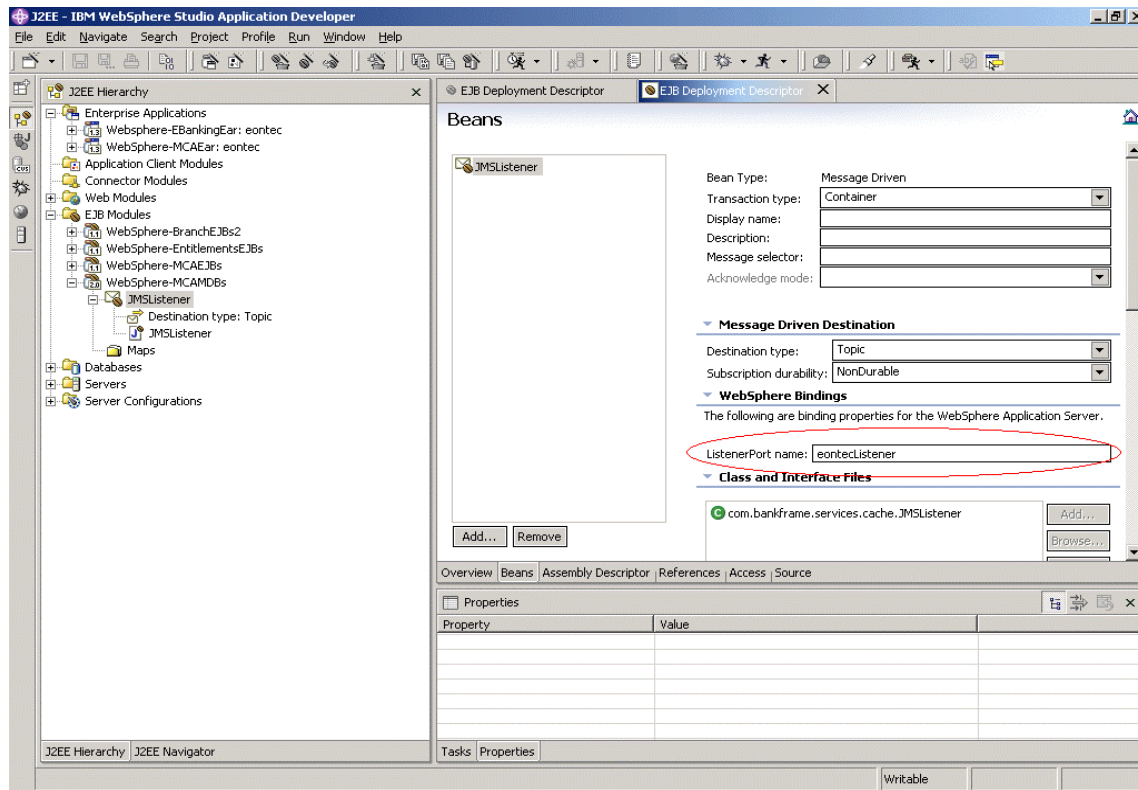 J2EE - IBM WebSphere Studio Application Developer
File Edit Navigate Search Project Profile Run Window Help
J2EE Hierarchy
Enterprise Applications
Websphere-EBankingEar: eontec
Websphere-MCAEar: eontec
Application Client Modules
Connector Modules
Web Modules
EJB Modules
WebSphere-BranchEJBs2
WebSphere-EntitlementsEJBs
WebSphere-MCAEJBs
WebSphere-MCAMDBs
JMSListener
Destination type: Topic
JMSListener
Maps
Databases
Servers
Server Configurations
J2EE Hierarchy J2EE Navigator
EJB Deployment Descriptor EJB Deployment Descriptor
Beans
JMSListener
Add... Remove
Bean Type: Message Driven
Transaction type: Container
Display name:
Description:
Message selector:
Acknowledge mode:
Message Driven Destination
Destination type: Topic
Subscription durability: NonDurable
WebSphere Bindings
The following are binding properties for the WebSphere Application Server.
ListenerPort name: eontecListener
Class and Interface Files
com.bankframe.services.cache.JMSListener Add...
Browse...
Overview Beans Assembly Descriptor References Access Source
Properties
Property Value
Tasks Properties
Writable